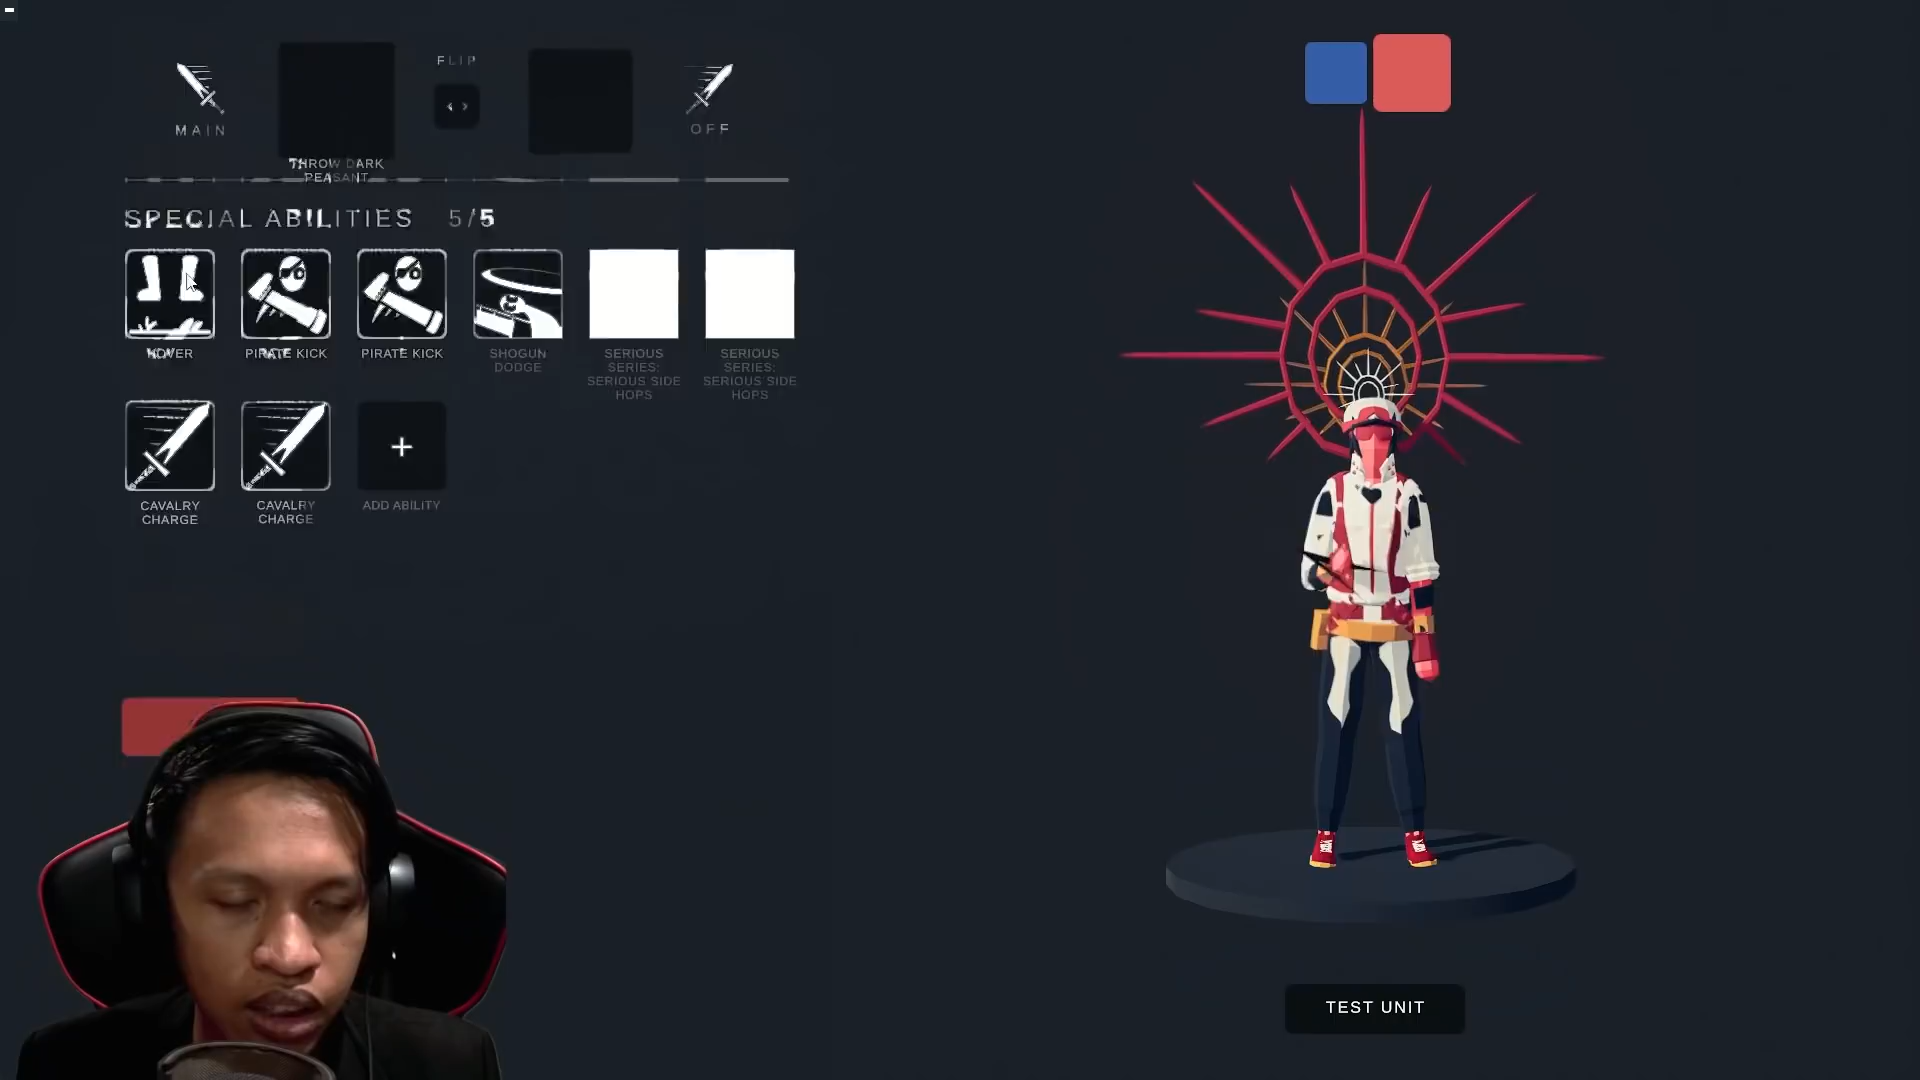 FLIP
MAIN
OFF
THROW DARK
PEASANT
SPECIAL ABILITIES 5/5
HOVER
PIRATE KICK
PIRATE KICK
SHOGUN
DODGE
SERIOUS
SERIES:
SERIOUS SIDE
HOPS
SERIOUS
SERIES:
SERIOUS SIDE
HOPS
CAVALRY
CHARGE
CAVALRY
CHARGE
ADD ABILITY
TEST UNIT